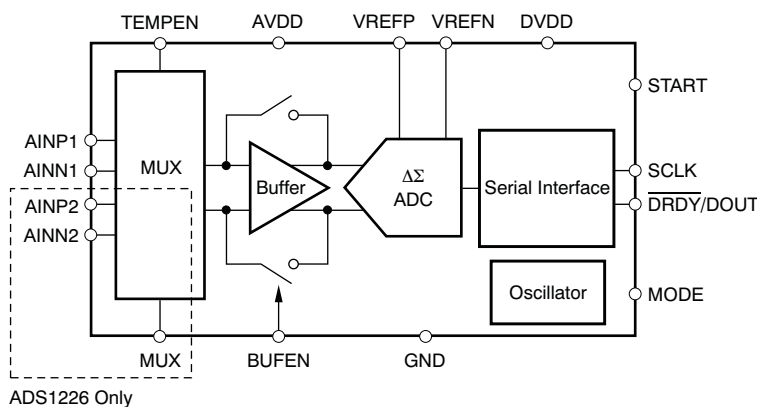 TEMPEN AVDD VREFP VREFN DVDD
START
AINP1
AINN1
AINP2
AINN2
MUX
Buffer
ΔΣ
ADC
Serial Interface
SCLK
DRDY/DOUT
Oscillator
MODE
MUX BUFEN GND
ADS1226 Only